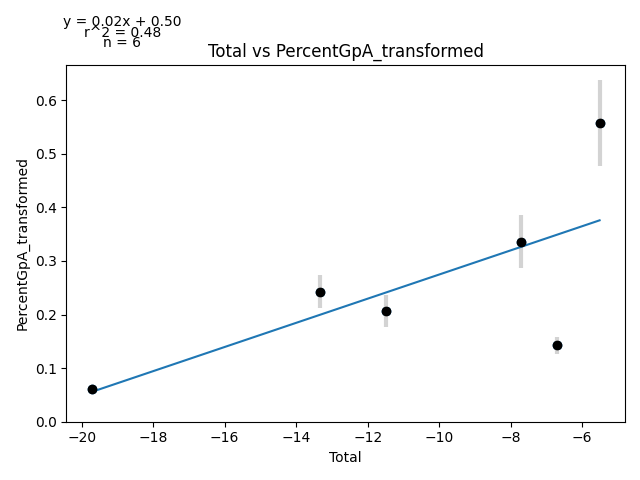 y = 0.02x + 0.50
r^2 = 0.48
n = 6
Total vs PercentGpA_transformed
PercentGpA_transformed
0.6
0.5
0.4
0.3
0.2
0.1
0.0
−20 −18 −16 −14 −12 −10 −8 −6
Total